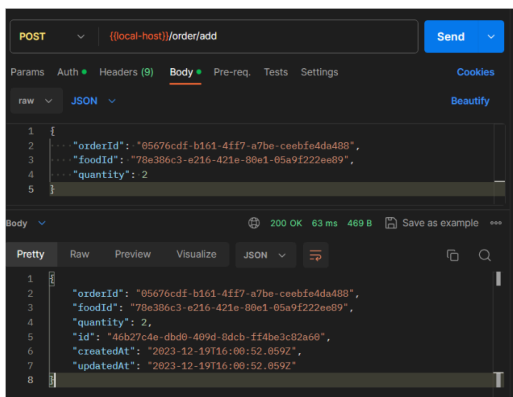 POST {{local-host}}/order/add Send
Params Auth Headers (9) Body Pre-req. Tests Settings Cookies
raw JSON Beautify
1 {
2 "orderId": "05676cdf-b161-4ff7-a7be-ceebfe4da488",
3 "foodId": "78e386c3-e216-421e-80e1-05a9f222ee89",
4 "quantity": 2
5 }
Body 200 OK 63 ms 469 B Save as example
Pretty Raw Preview Visualize JSON
1 {
2 "orderId": "05676cdf-b161-4ff7-a7be-ceebfe4da488",
3 "foodId": "78e386c3-e216-421e-80e1-05a9f222ee89",
4 "quantity": 2,
5 "id": "46b27c4e-dbd0-409d-8dcb-ff4be3c82a60",
6 "createdAt": "2023-12-19T16:00:52.059Z",
7 "updatedAt": "2023-12-19T16:00:52.059Z"
8 }